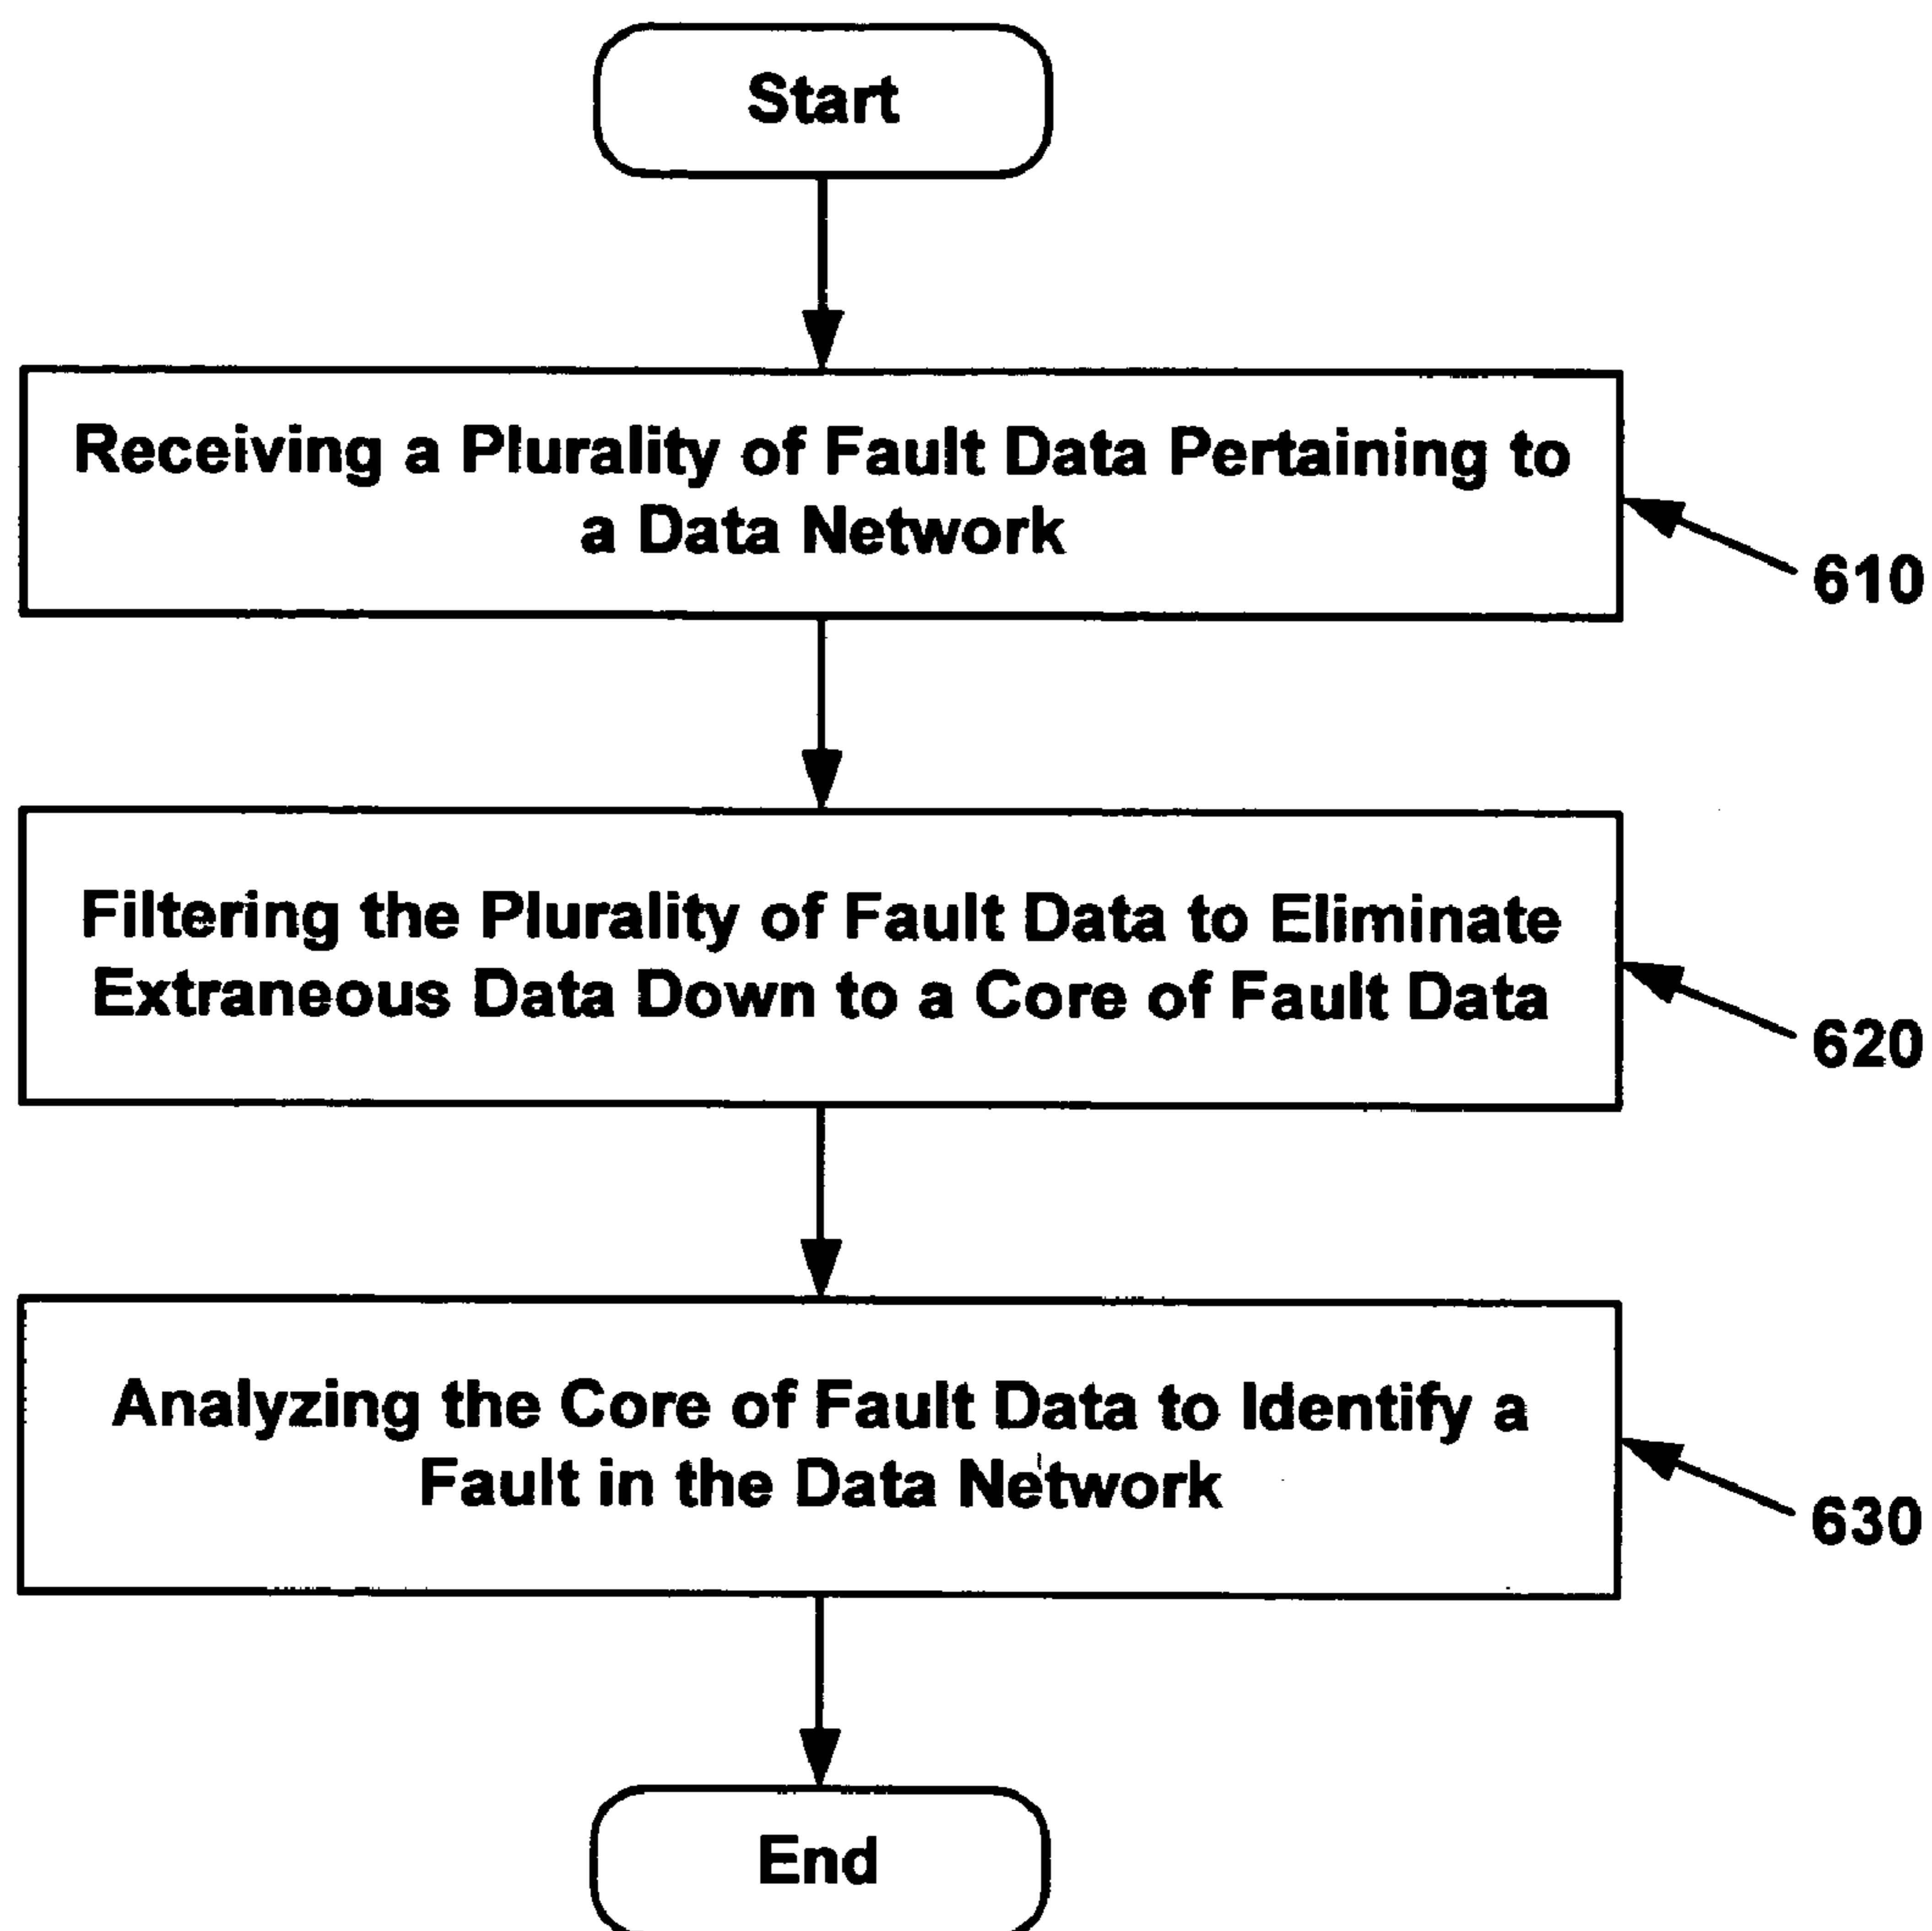 Start
Receiving a Plurality of Fault Data Pertaining to
a Data Network
610
Filtering the Plurality of Fault Data to Eliminate
Extraneous Data Down to a Core of Fault Data
620
Analyzing the Core of Fault Data to Identify a
Fault in the Data Network
630
End